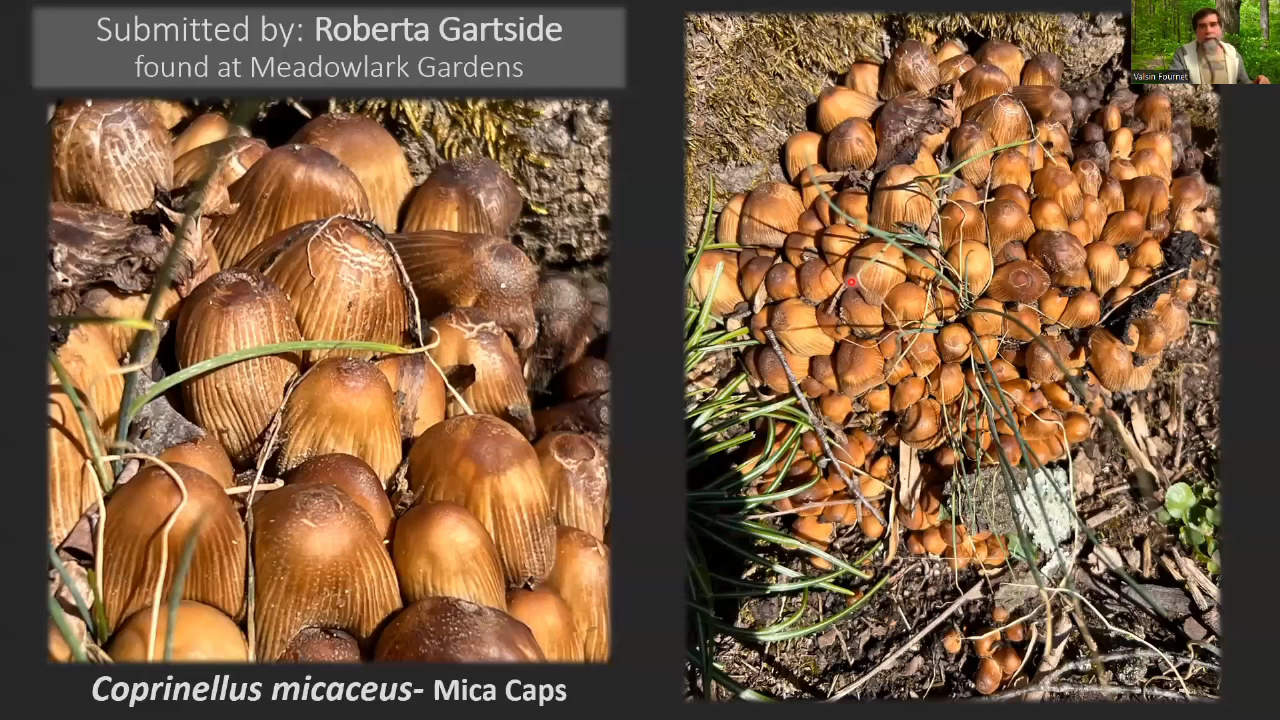 Submitted by: Roberta Gartside
found at Meadowlark Gardens
Valsin Fournet
Coprinellus micaceus- Mica Caps